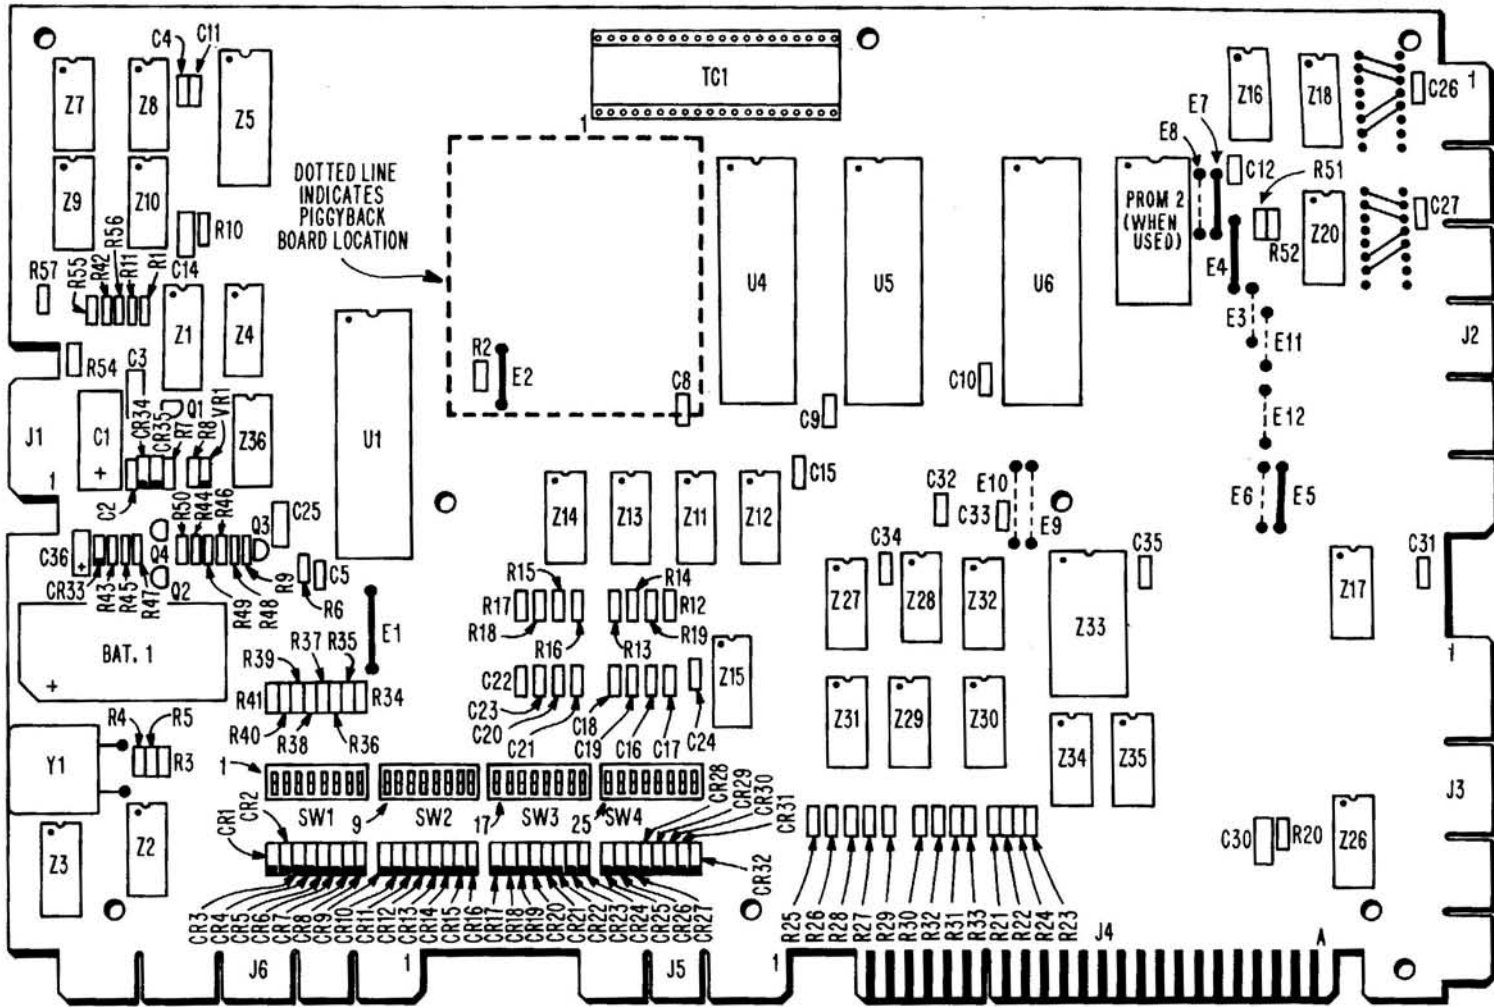 C4
C11
Z7
Z8
Z5
TC1
1
Z9
Z10
DOTTED LINE
INDICATES
PIGGYBACK
BOARD LOCATION
R10
C14
R57
R55
R42
R56
R11
R1
Z1
Z4
R54
C3
CR34
CR35
R7
Q1
R8
VR1
Z36
C1
+
C2
J1
1
U1
R2
E2
C8
U4
C9
U5
C10
U6
PROM 2
(WHEN
USED)
E8
E7
C12
R51
R52
Z16
Z18
C26
1
Z20
C27
E4
E3
E11
J2
E12
E6
E5
C36
+
CR33
R43
R45
R47
Q4
Q2
R50
R44
R46
Q3
C25
R49
R48
R9
R6
C5
E1
BAT. 1
+
Z14
Z13
Z11
Z12
C15
C32
C33
E10
E9
C34
C35
C31
Z17
R15
R14
R17
R12
R18
R16
R13
R19
Z27
Z28
Z32
Z33
Z15
C22
C23
C20
C21
C18
C19
C16
C17
C24
Z31
Z29
Z30
Z34
Z35
1
R39
R37
R35
R41
R34
R40
R38
R36
Y1
R4
R5
R3
1
SW1
9
SW2
17
SW3
25
SW4
CR28
CR29
CR30
CR31
CR32
Z3
Z2
CR1
CR2
CR3
CR4
CR5
CR6
CR7
CR8
CR9
CR10
CR11
CR12
CR13
CR14
CR15
CR16
CR17
CR18
CR19
CR20
CR21
CR22
CR23
CR24
CR25
CR26
CR27
R25
R26
R28
R27
R29
R30
R32
R31
R33
R21
R22
R24
R23
C30
R20
Z26
J3
J4
A
J6
1
J5
1